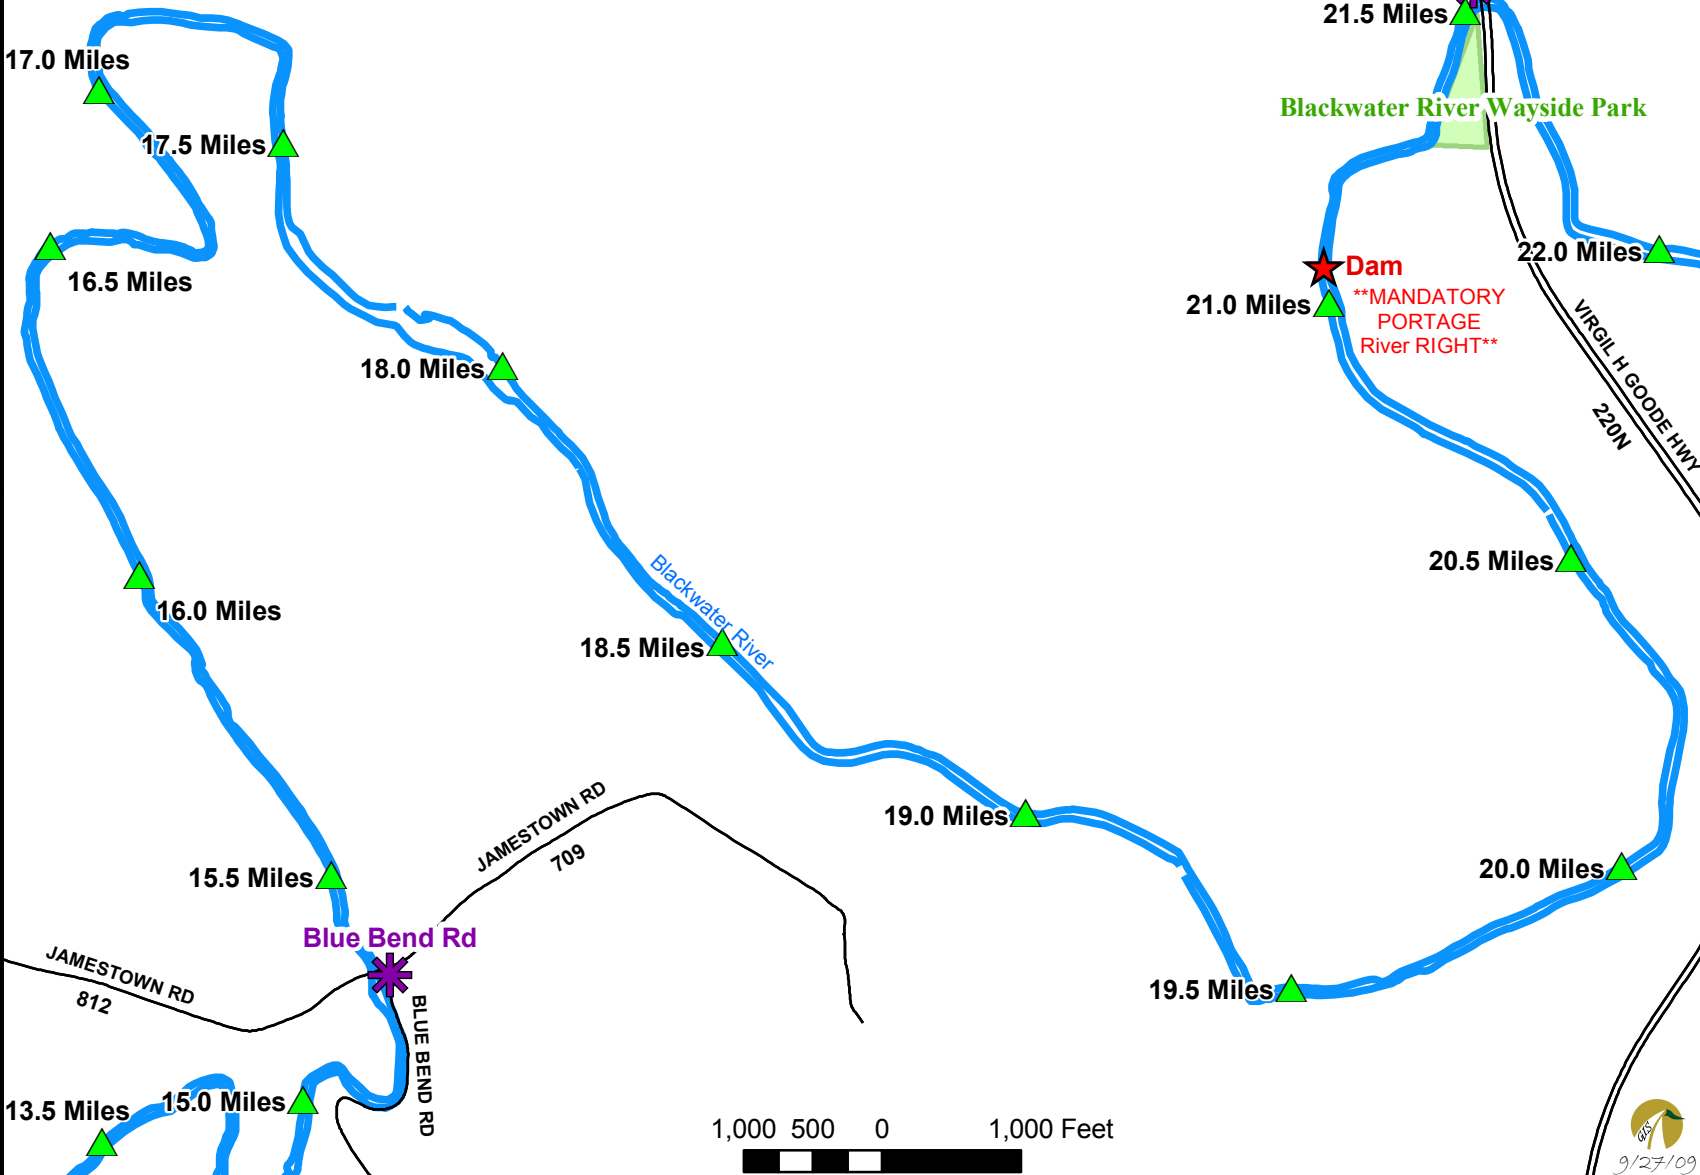 21.5 Miles
17.0 Miles
Blackwater River Wayside Park
17.5 Miles
22.0 Miles
16.5 Miles
Dam
**MANDATORY
PORTAGE
River RIGHT**
21.0 Miles
VIRGIL H GOODE HWY
220N
18.0 Miles
20.5 Miles
16.0 Miles
Blackwater River
18.5 Miles
JAMESTOWN RD
709
19.0 Miles
15.5 Miles
20.0 Miles
Blue Bend Rd
JAMESTOWN RD
812
19.5 Miles
BLUE BEND RD
13.5 Miles
15.0 Miles
1,000 500 0 1,000 Feet
GIS
9/27/09